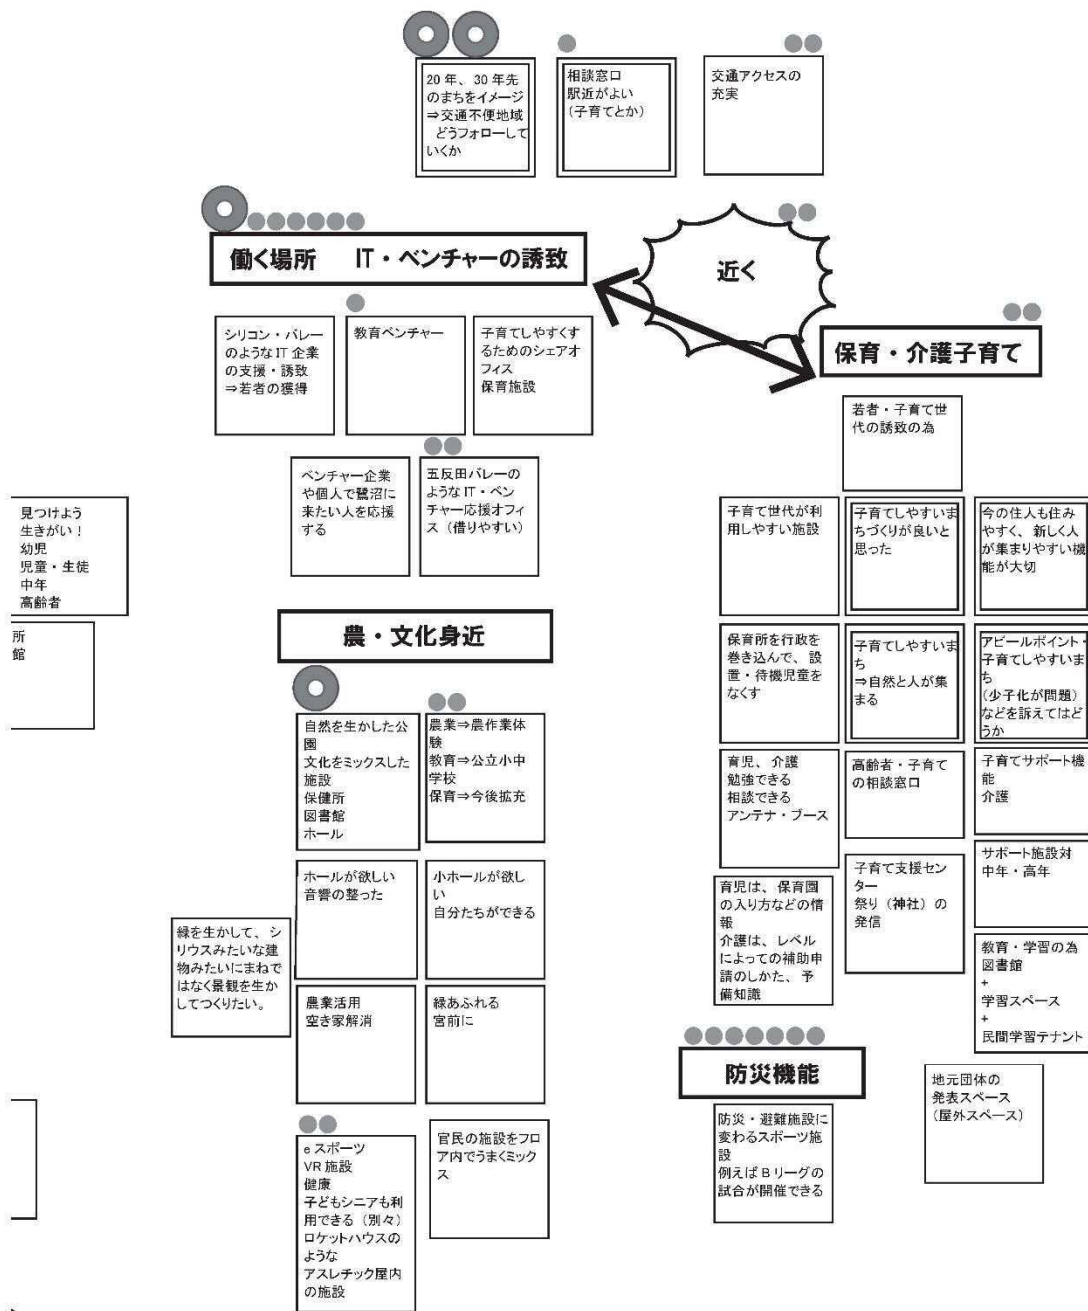 20年、30年先
のまちをイメージ
⇒交通不便地域
どうフォローして
いくか
相談窓口
駅近がよい
(子育てとか)
交通アクセスの
充実
働く場所 IT・ベンチャーの誘致
近く
保育・介護子育て
シリコン・バレー
のようなIT企業
の支援・誘致
⇒若者の獲得
教育ベンチャー
子育てしやすくす
るためのシェアオ
フィス
保育施設
ベンチャー企業
や個人で鷺沼に
来たい人を応援
する
五反田バレーの
ようなIT・ベン
チャー応援オフィ
ス(借りやすい)
若者・子育て世
代の誘致の為
子育て世代が利
用しやすい施設
子育てしやすいま
ちづくりが良いと
思った
今の住人も住み
やすく、新しく人
が集まりやすい機
能が大切
見つけよう
生きがい!
幼児
児童・生徒
中年
高齢者
所
館
農・文化身近
保育所を行政を
巻き込んで、設
置・待機児童を
なくす
子育てしやすいま
ち
⇒自然と人が集
まる
アピールポイント・
子育てしやすいま
ち
(少子化が問題)
などを訴えてはど
うか
自然を生かした公
園
文化をミックスした
施設
保健所
図書館
ホール
農業⇒農作業体
験
教育⇒公立小中
学校
保育⇒今後拡充
育児、介護
勉強できる
相談できる
アンテナ・ブース
高齢者・子育て
の相談窓口
子育てサポート機
能
介護
ホールが欲しい
音響の整った
小ホールが欲し
い
自分たちができる
育児は、保育園
の入り方などの情
報
介護は、レベル
によっての補助申
請のしかた、予
備知識
子育て支援セン
ター
祭り(神社)の
発信
サポート施設対
中年・高年
緑を生かして、シ
リウスみたいな建
物みたいにまねで
はなく景観を生か
してつくりたい。
教育・学習の為
図書館
+
学習スペース
+
民間学習テナント
農業活用
空き家解消
緑あふれる
宮前に
防災機能
防災・避難施設に
変わるスポーツ施
設
例えばBリーグの
試合が開催できる
地元団体の
発表スペース
(屋外スペース)
eスポーツ
VR施設
健康
子どもシニアも利
用できる(別々)
ロケットハウスの
ような
アスレチック屋内
の施設
官民の施設をフロ
ア内でうまくミック
ス